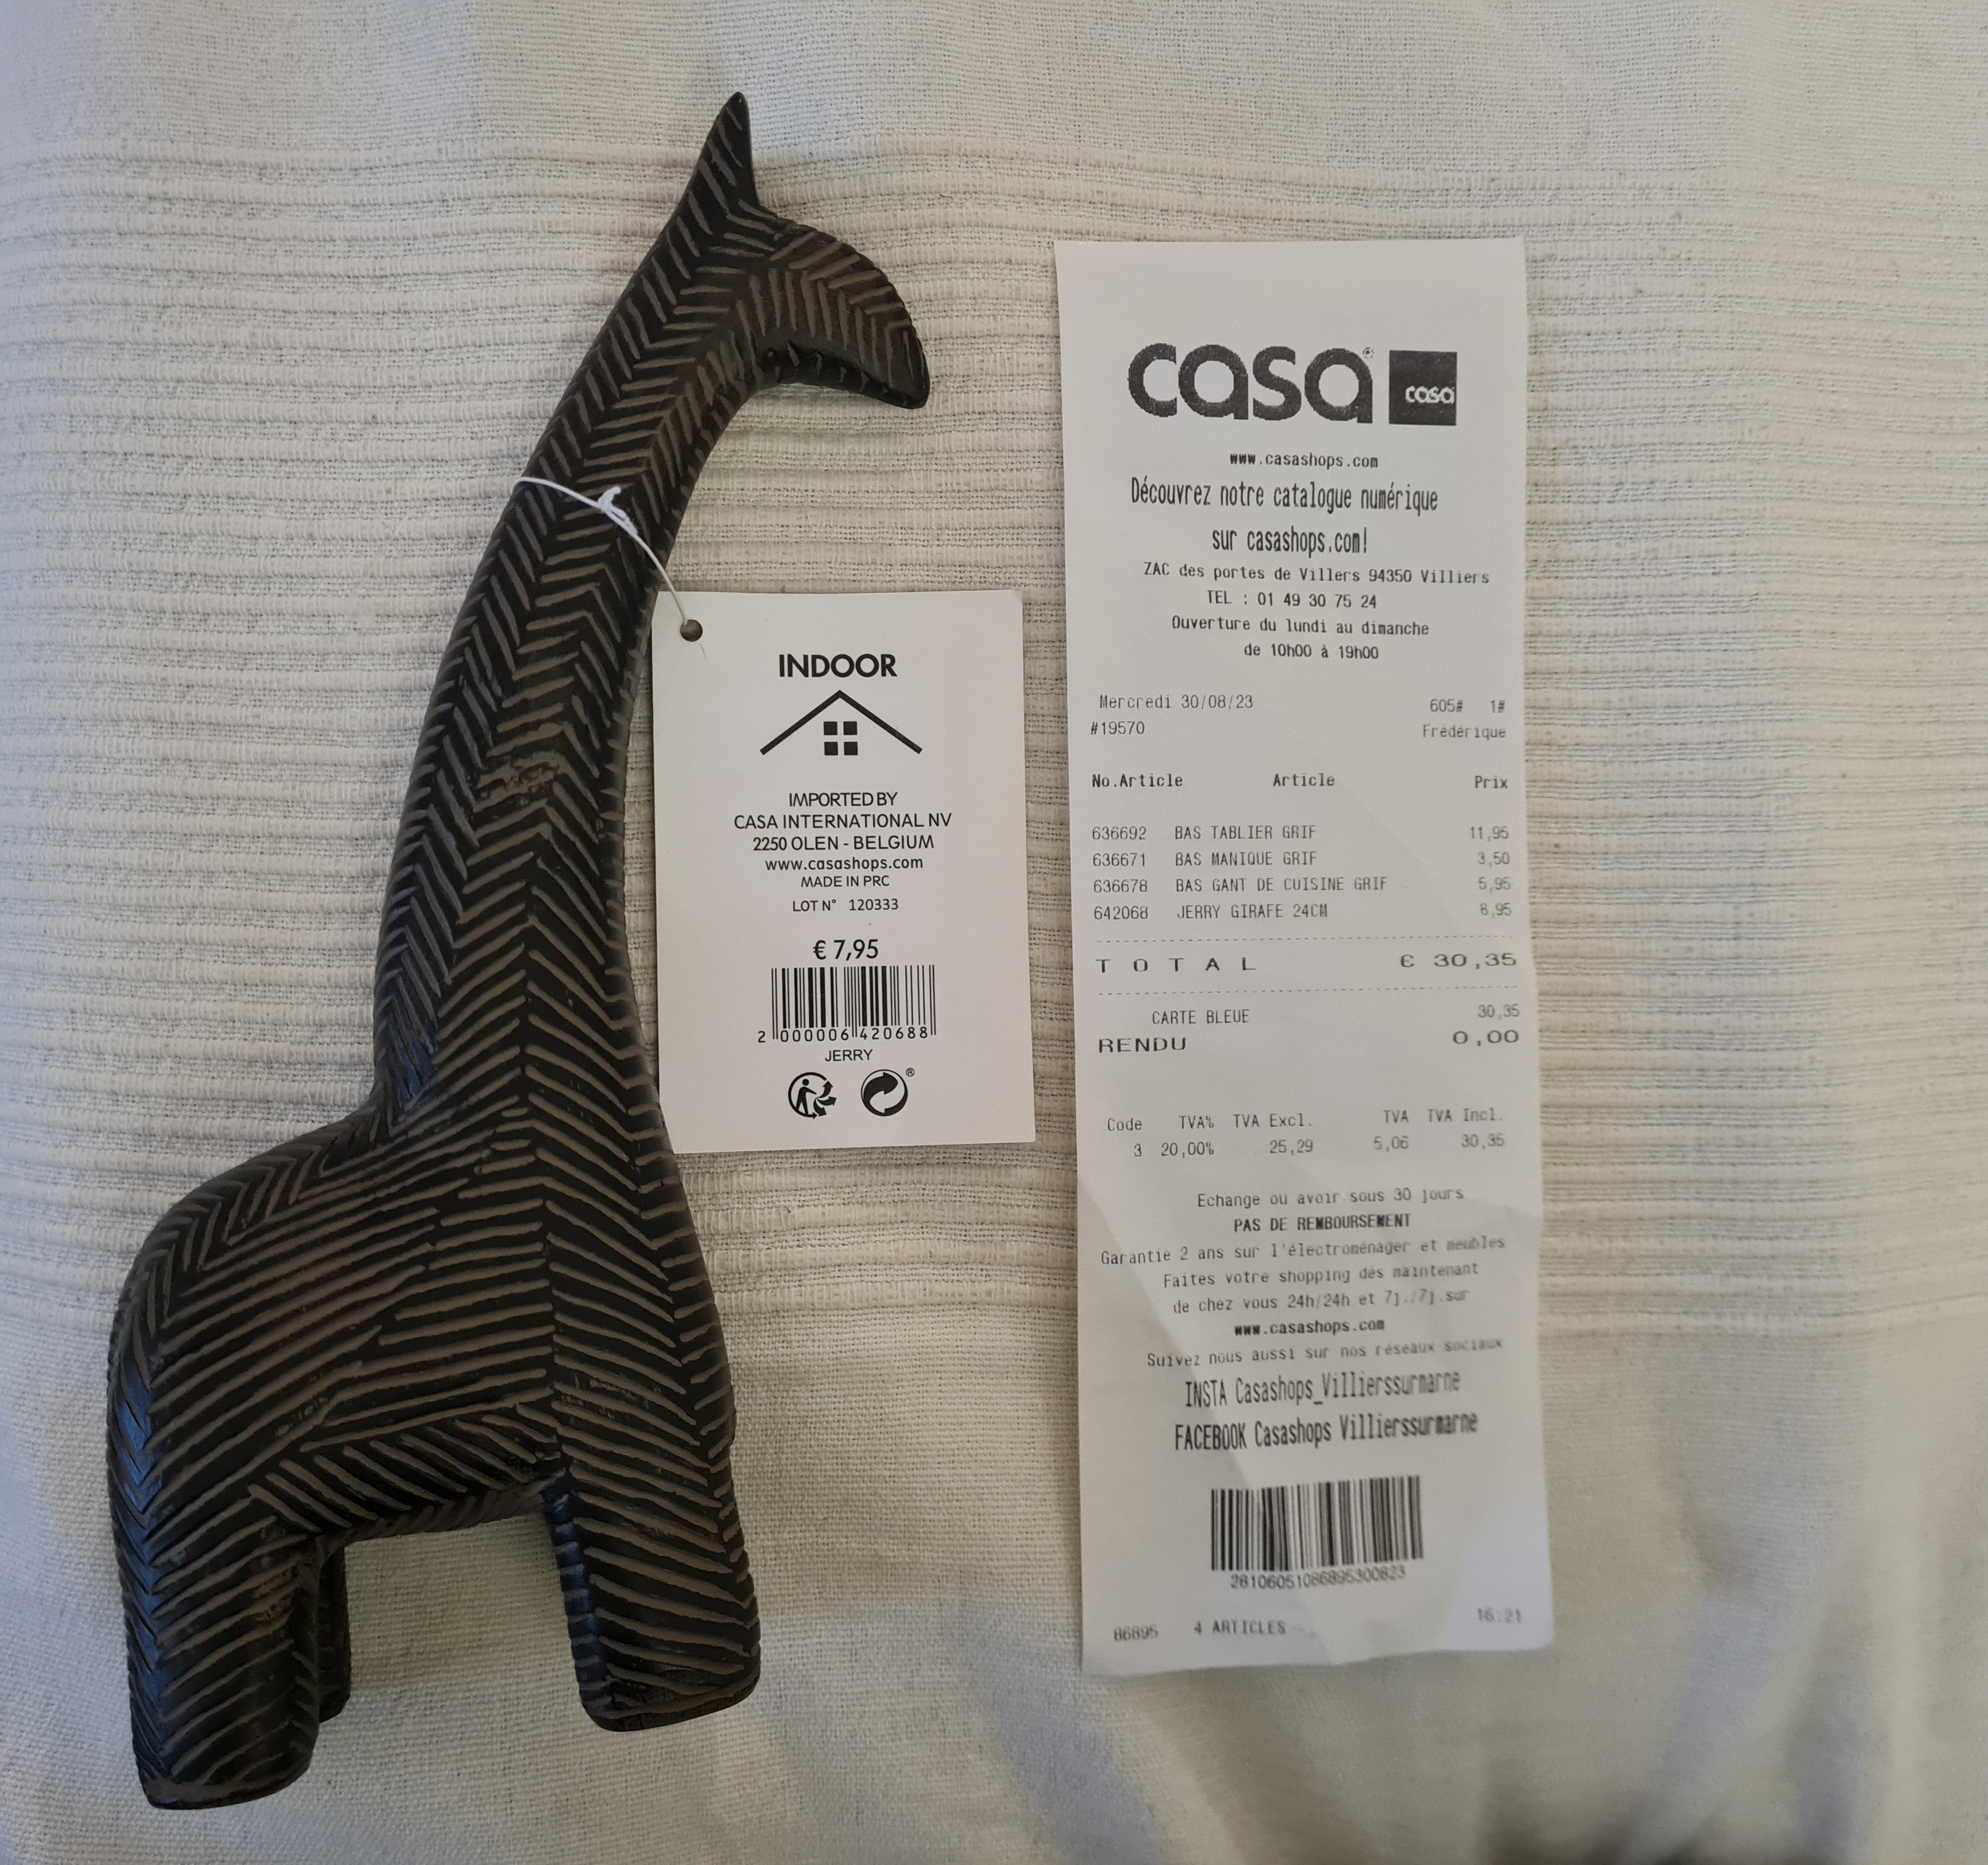 INDOOR
IMPORTED BY
CASA INTERNATIONAL NV
2250 OLEN - BELGIUM
www.casashops.com
MADE IN PRC
LOT N° 120333
€ 7,95
2 000006 420688
JERRY
®
casa® casa
www.casashops.com
Découvrez notre catalogue numérique
sur casashops.com!
ZAC des portes de Villers 94350 Villiers
TEL : 01 49 30 75 24
Ouverture du lundi au dimanche
de 10h00 à 19h00
Mercredi 30/08/23 605# 1#
#19570 Frédérique
No.Article Article Prix
636692 BAS TABLIER GRIF 11,95
636671 BAS MANIQUE GRIF 3,50
636678 BAS GANT DE CUISINE GRIF 5,95
642068 JERRY GIRAFE 24CM 8,95
TOTAL € 30,35
CARTE BLEUE 30,35
RENDU 0,00
Code TVA% TVA Excl. TVA TVA Incl.
3 20,00% 25,29 5,06 30,35
Echange ou avoir sous 30 jours
PAS DE REMBOURSEMENT
Garantie 2 ans sur l'électroménager et meubles
Faites votre shopping dès maintenant
de chez vous 24h/24h et 7j./7j.sur
www.casashops.com
Suivez nous aussi sur nos réseaux sociaux
INSTA Casashops_Villierssurmarne
FACEBOOK Casashops Villierssurmarne
28106051086895300823
86895 4 ARTICLES 16:21